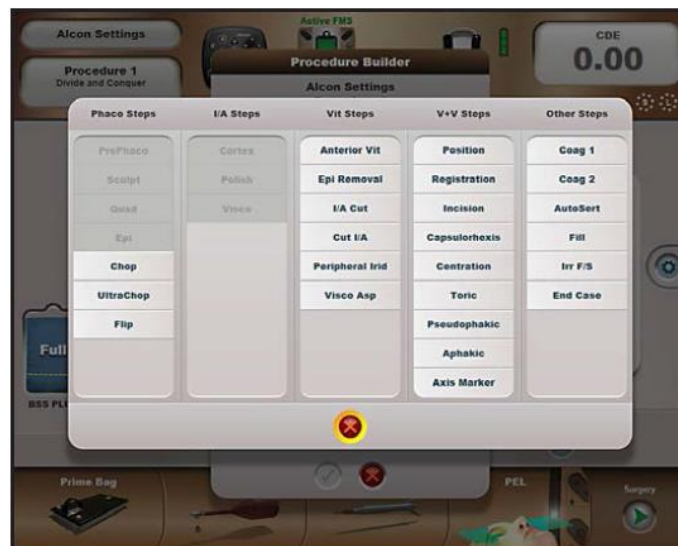 Alcon Settings
Active FMS
CDE
0.00
Procedure 1
Divide and Conquer
Procedure Builder
Alcon Settings
Phaco Steps
I/A Steps
Vit Steps
V+V Steps
Other Steps
PrePhaco
Cortex
Anterior Vit
Position
Coag 1
Sculpt
Polish
Epi Removal
Registration
Coag 2
Quad
Visco
I/A Cut
Incision
AutoSert
Epi
Cut I/A
Capsulorhexis
Fill
Chop
Peripheral Irid
Centration
Irr F/S
UltraChop
Visco Asp
Toric
End Case
Flip
Pseudophakic
Aphakic
Axis Marker
Full
BSS PL
Prime Bag
PEL
Surgery